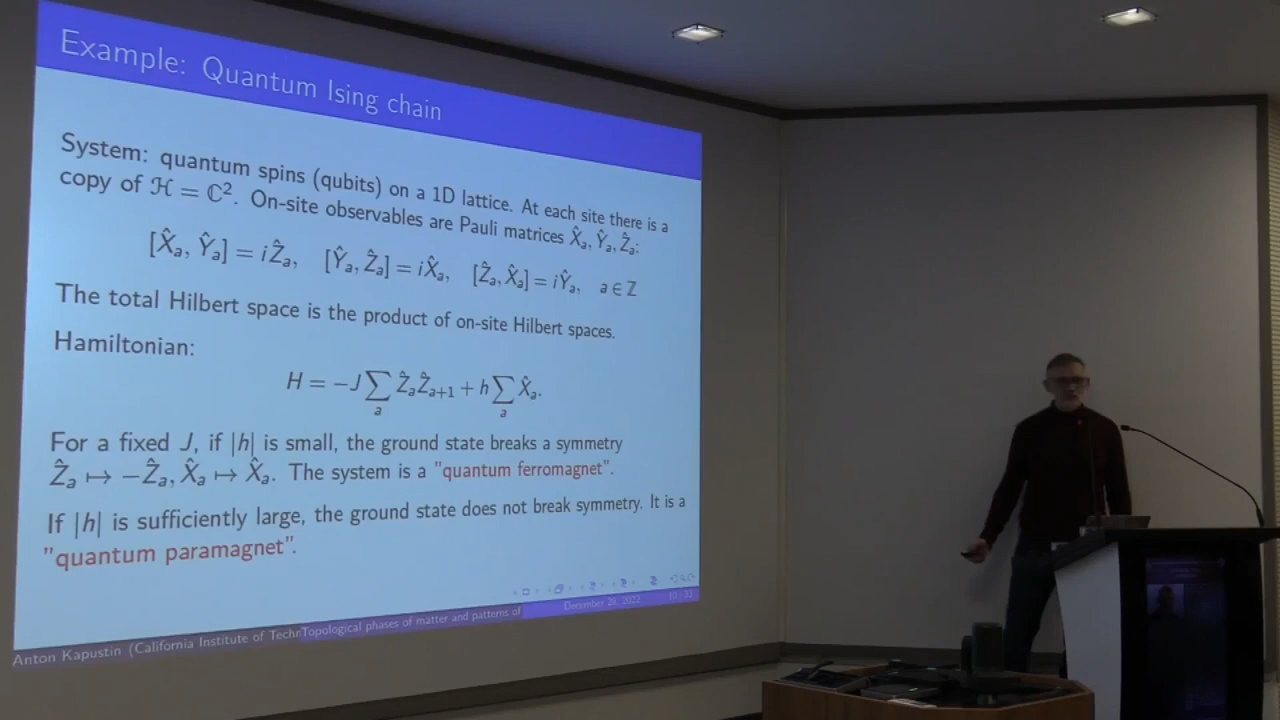 Example: Quantum Ising chain
System: quantum spins (qubits) on a 1D lattice. At each site there is a
copy of ℋ = ℂ². On-site observables are Pauli matrices X̂ₐ, Ŷₐ, Ẑₐ:
[X̂ₐ, Ŷₐ] = iẐₐ, [Ŷₐ, Ẑₐ] = iX̂ₐ, [Ẑₐ, X̂ₐ] = iŶₐ, a ∈ ℤ
The total Hilbert space is the product of on-site Hilbert spaces.
Hamiltonian:
H = −J ∑ₐ ẐₐẐₐ₊₁ + h ∑ₐ X̂ₐ.
For a fixed J, if |h| is small, the ground state breaks a symmetry
Ẑₐ ↦ −Ẑₐ, X̂ₐ ↦ X̂ₐ. The system is a "quantum ferromagnet".
If |h| is sufficiently large, the ground state does not break symmetry. It is a
"quantum paramagnet".
Anton Kapustin (California Institute of Techn Topological phases of matter and patterns of December 26, 2022